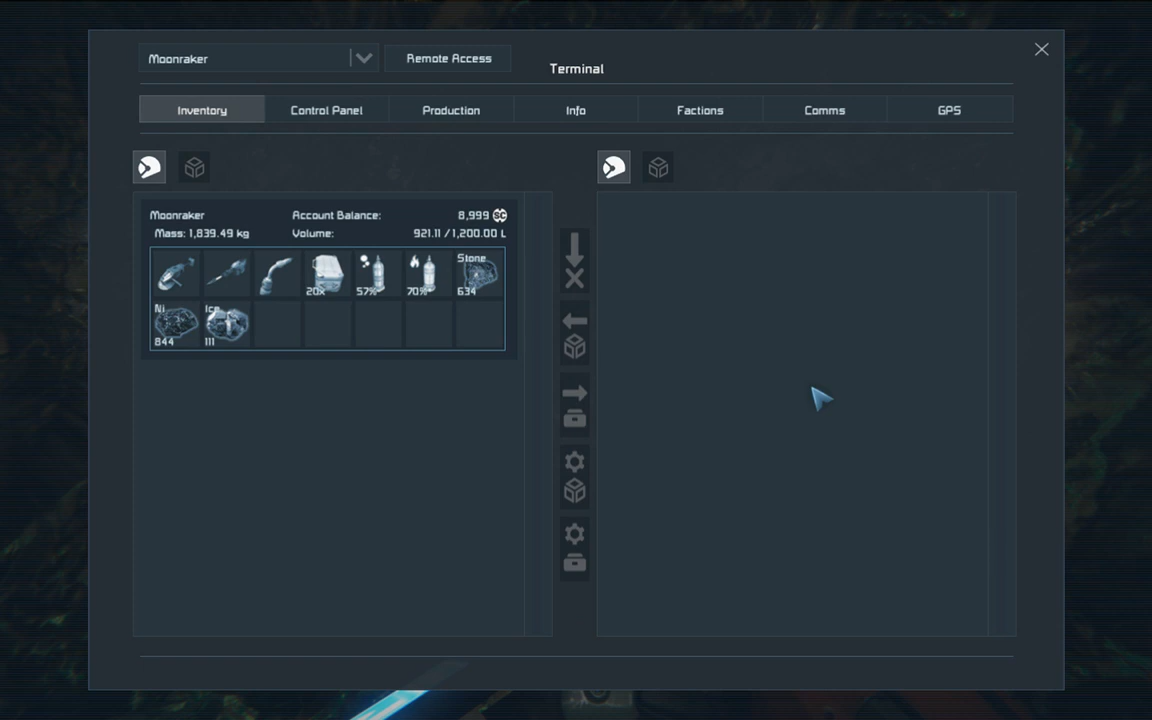 Moonraker
Remote Access
Terminal
Inventory
Control Panel
Production
Info
Factions
Comms
GPS
Moonraker
Account Balance:
8,999 SC
Mass: 1,839.49 kg
Volume:
921.11 / 1,200.00 L
20x
57%
70%
Stone
634
Ni
844
Ice
111